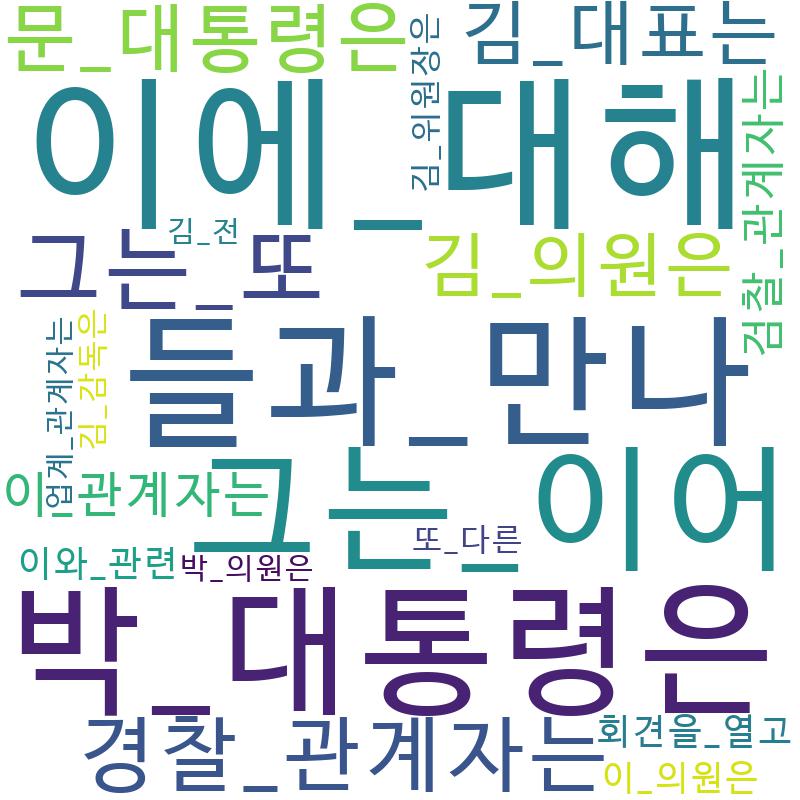 문_대통령은
김_위원장은
김_대표는
이에_대해
검찰_관계자는
김_전
그는_또
김_의원은
업계_관계자는
김_감독은
들과_만나
그는_이어
이_관계자는
또_다른
이와_관련
박_의원은
박_대통령은
경찰_관계자는
회견을_열고
이_의원은